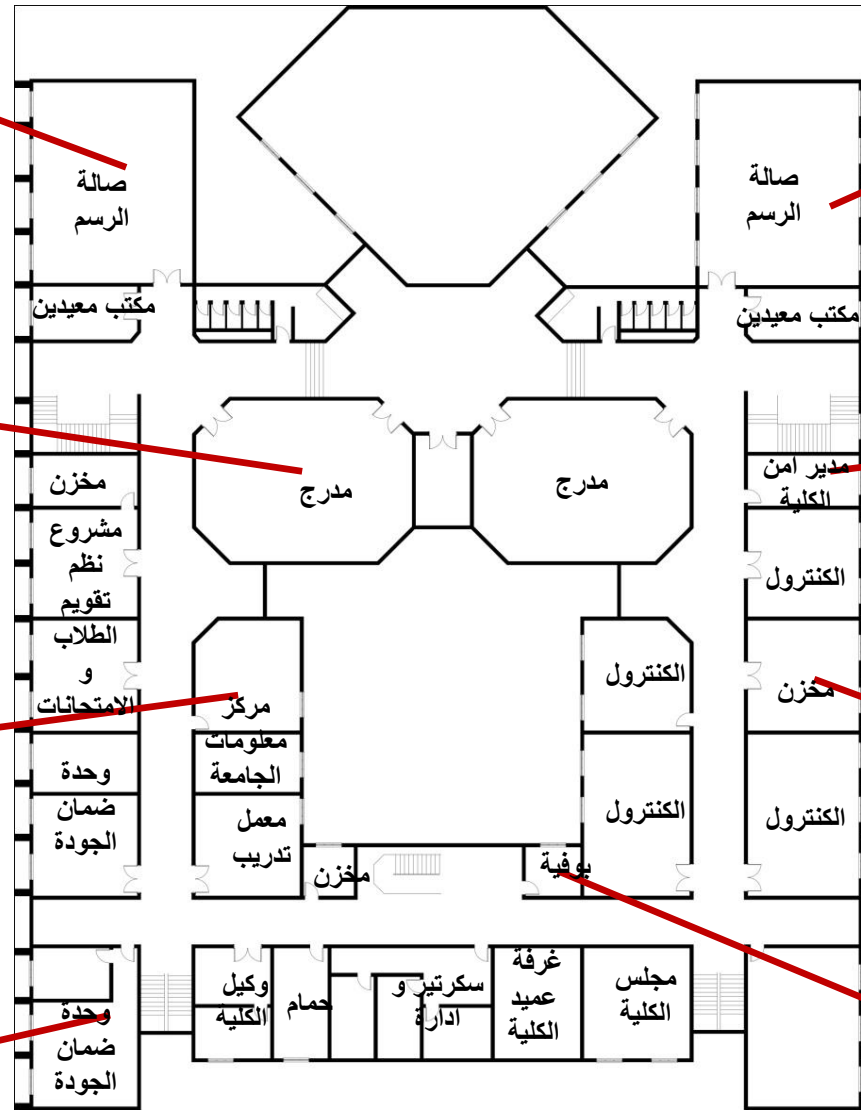 صالة
الرسم
صالة
الرسم
مكتب معيدين
مكتب معيدين
مدير امن
الكلية
مخزن
مدرج
مدرج
مشروع
نظم
تقويم
الطلاب
و
الامتحانات
الكنترول
الكنترول
مخزن
مركز
معلومات
الجامعة
وحدة
ضمان
الجودة
معمل
تدريب
الكنترول
الكنترول
مخزن
بوفية
وحدة
ضمان
الجودة
وكيل
الكلية
حمام
سكرتير و
ادارة
غرفة
عميد
الكلية
مجلس
الكلية